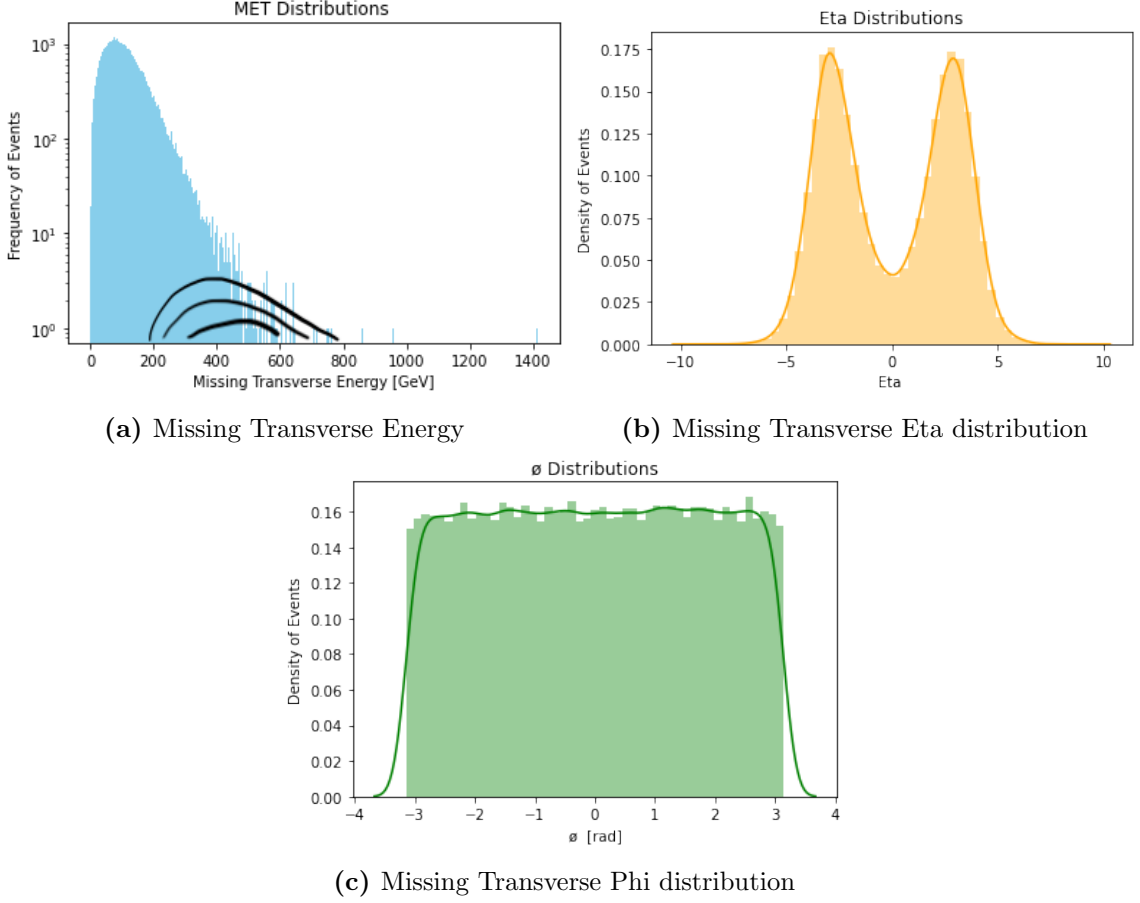 MET Distributions
Frequency of Events
10³
10²
10¹
10⁰
0 200 400 600 800 1000 1200 1400
Missing Transverse Energy [GeV]
(a) Missing Transverse Energy
Eta Distributions
Density of Events
0.175
0.150
0.125
0.100
0.075
0.050
0.025
0.000
−10 −5 0 5 10
Eta
(b) Missing Transverse Eta distribution
ø Distributions
Density of Events
0.16
0.14
0.12
0.10
0.08
0.06
0.04
0.02
0.00
−4 −3 −2 −1 0 1 2 3 4
ø [rad]
(c) Missing Transverse Phi distribution